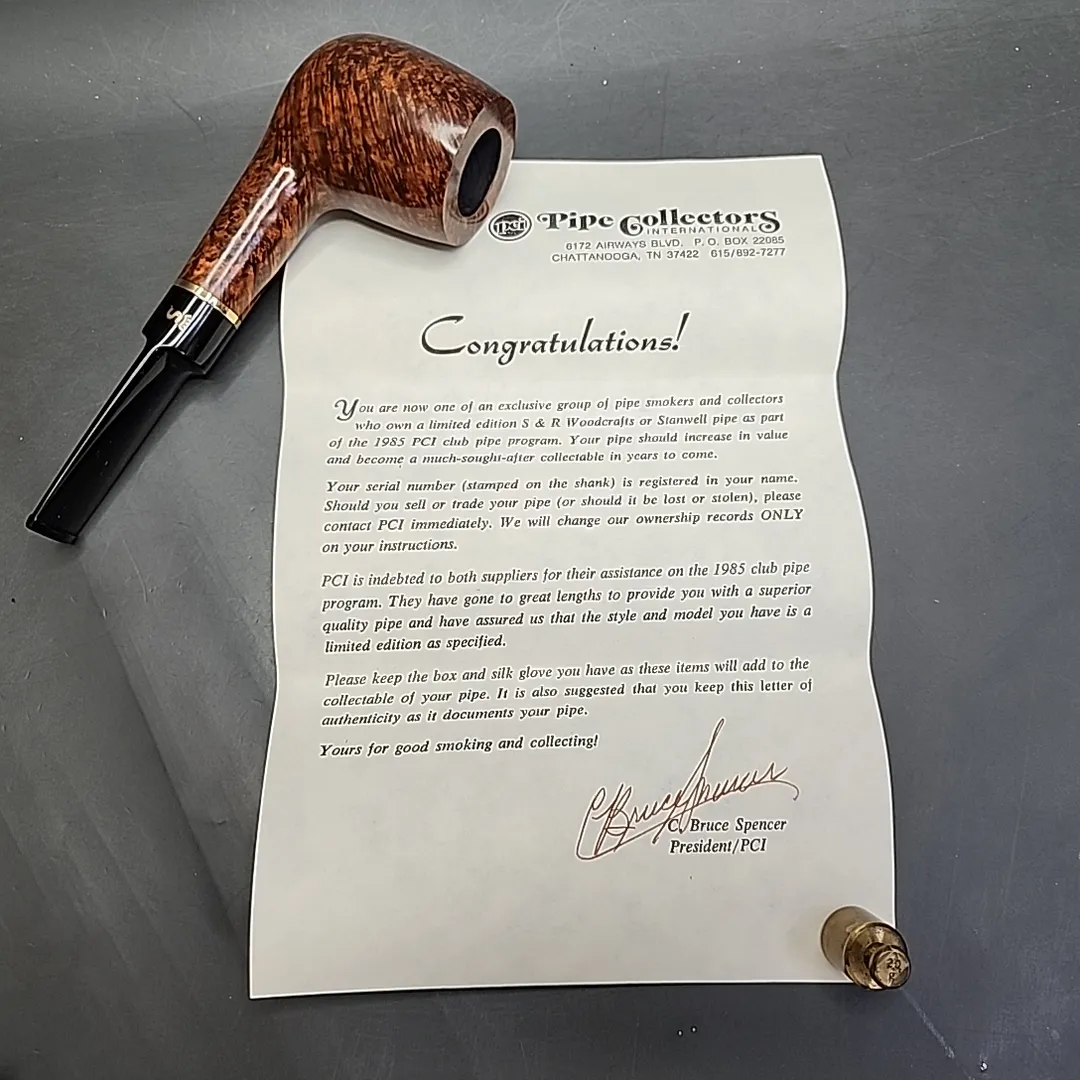 pci Pipe Collectors
INTERNATIONAL
6172 AIRWAYS BLVD. P.O. BOX 22085
CHATTANOOGA, TN 37422 615/892-7277
Congratulations!
You are now one of an exclusive group of pipe smokers and collectors
who own a limited edition S & R Woodcrafts or Stanwell pipe as part
of the 1985 PCI club pipe program. Your pipe should increase in value
and become a much-sought-after collectable in years to come.
Your serial number (stamped on the shank) is registered in your name.
Should you sell or trade your pipe (or should it be lost or stolen), please
contact PCI immediately. We will change our ownership records ONLY
on your instructions.
PCI is indebted to both suppliers for their assistance on the 1985 club pipe
program. They have gone to great lengths to provide you with a superior
quality pipe and have assured us that the style and model you have is a
limited edition as specified.
Please keep the box and silk glove you have as these items will add to the
collectable of your pipe. It is also suggested that you keep this letter of
authenticity as it documents your pipe.
Yours for good smoking and collecting!
C Bruce Spencer
C. Bruce Spencer
President/PCI
20